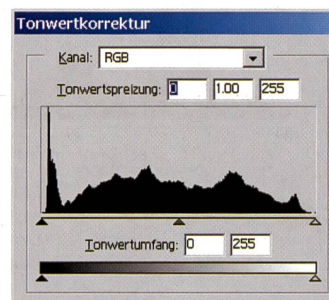 Tonwertkorrektur
Kanal: RGB
Tonwertspreizung: 0 1.00 255
Tonwertumfang: 0 255